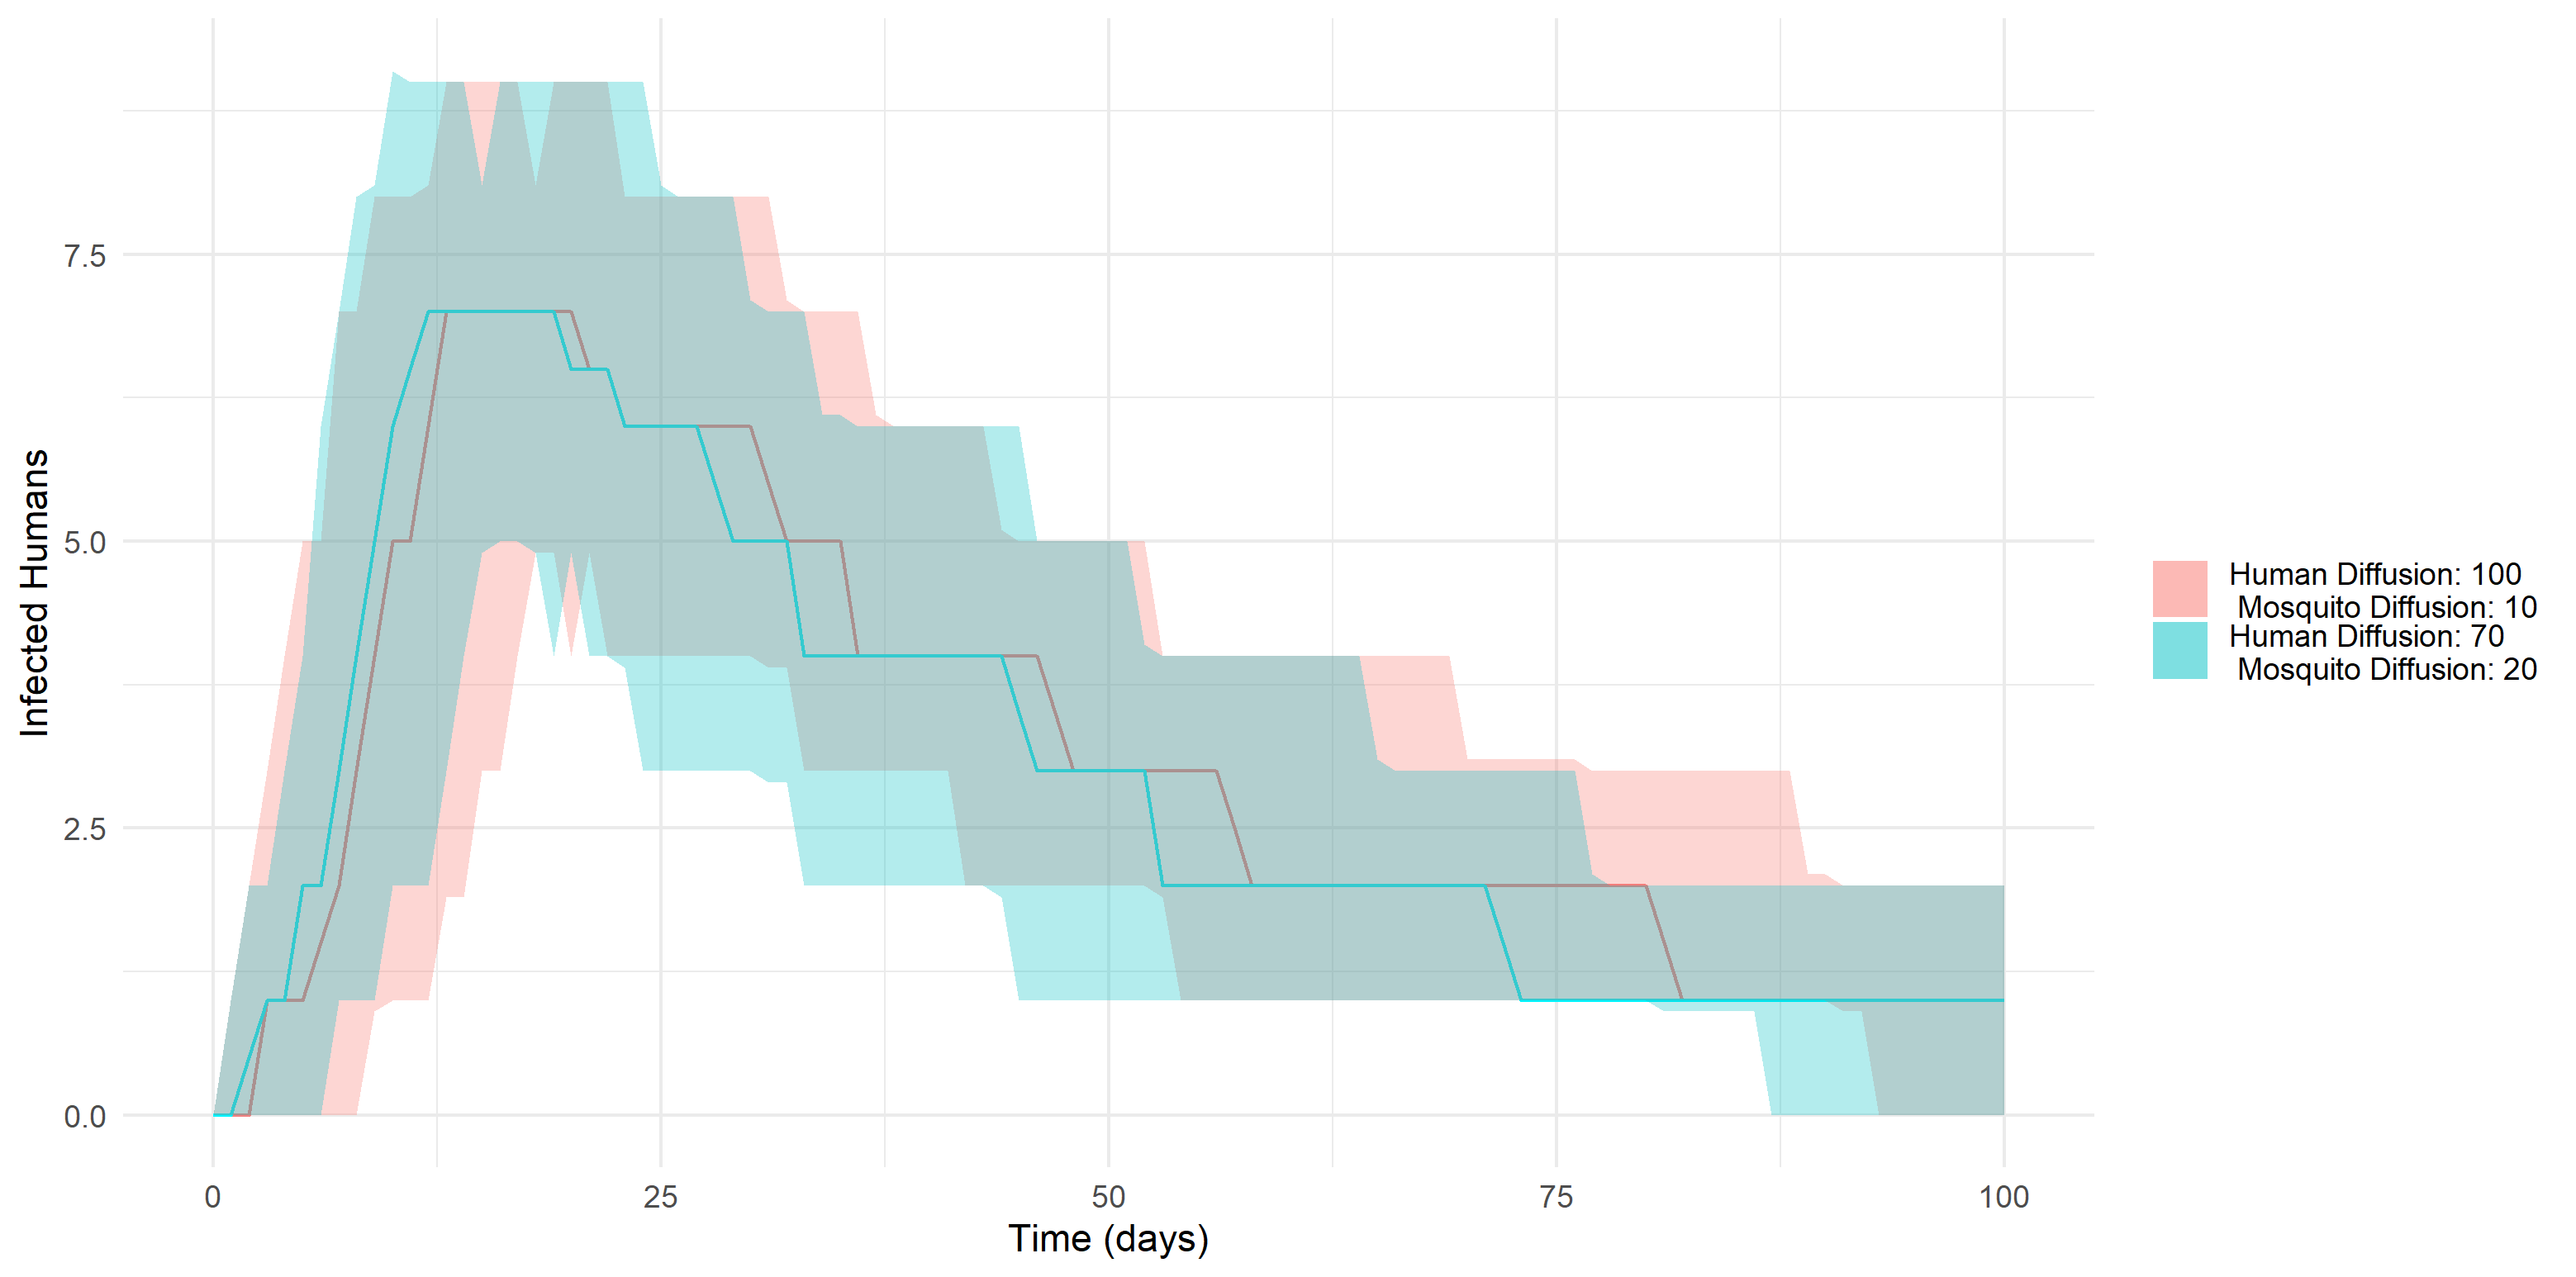 Infected Humans
7.5
5.0
2.5
0.0
0
25
50
75
100
Time (days)
Human Diffusion: 100
Mosquito Diffusion: 10
Human Diffusion: 70
Mosquito Diffusion: 20